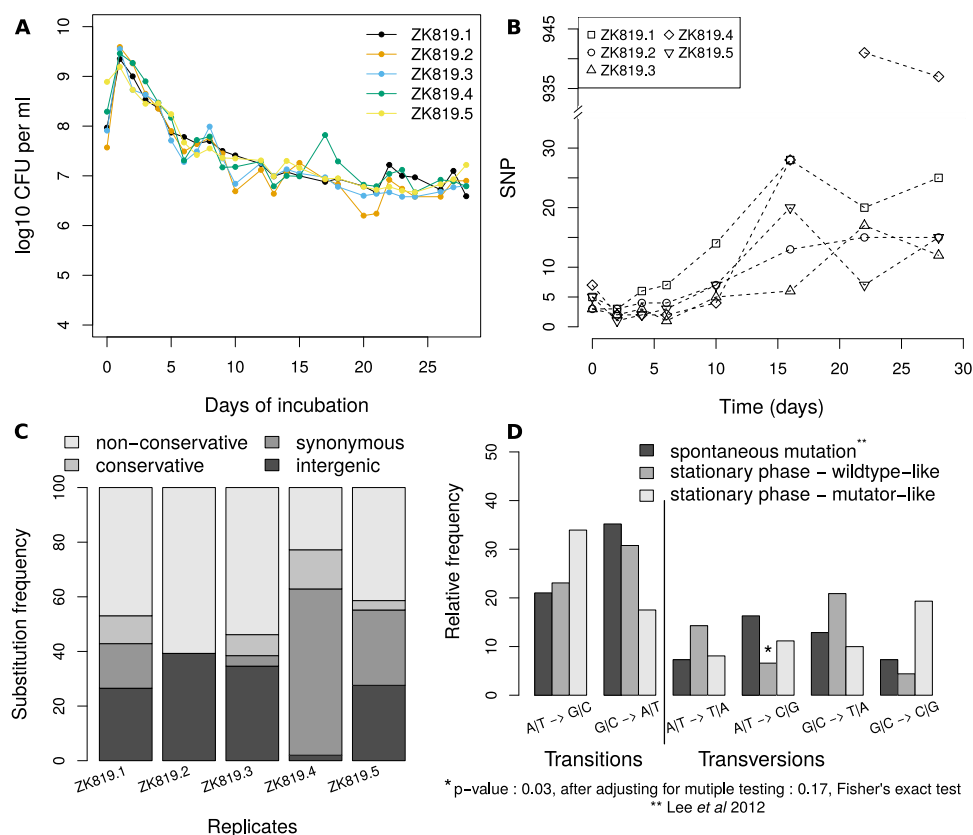 A
10
9
8
7
6
5
4
log10 CFU per ml
ZK819.1
ZK819.2
ZK819.3
ZK819.4
ZK819.5
0 5 10 15 20 25
Days of incubation
B
945
935
30
20
10
5
0
SNP
ZK819.1 ZK819.4
ZK819.2 ZK819.5
ZK819.3
0 5 10 15 20 25 30
Time (days)
C
non-conservative synonymous
conservative intergenic
100
80
60
40
20
0
Substitution frequency
ZK819.1 ZK819.2 ZK819.3 ZK819.4 ZK819.5
Replicates
D
50
40
30
20
10
0
Relative frequency
spontaneous mutation**
stationary phase - wildtype-like
stationary phase - mutator-like
*
A|T -> G|C G|C -> A|T A|T -> T|A A|T -> C|G G|C -> T|A G|C -> C|G
Transitions Transversions
* p-value : 0.03, after adjusting for mutiple testing : 0.17, Fisher's exact test
** Lee et al 2012